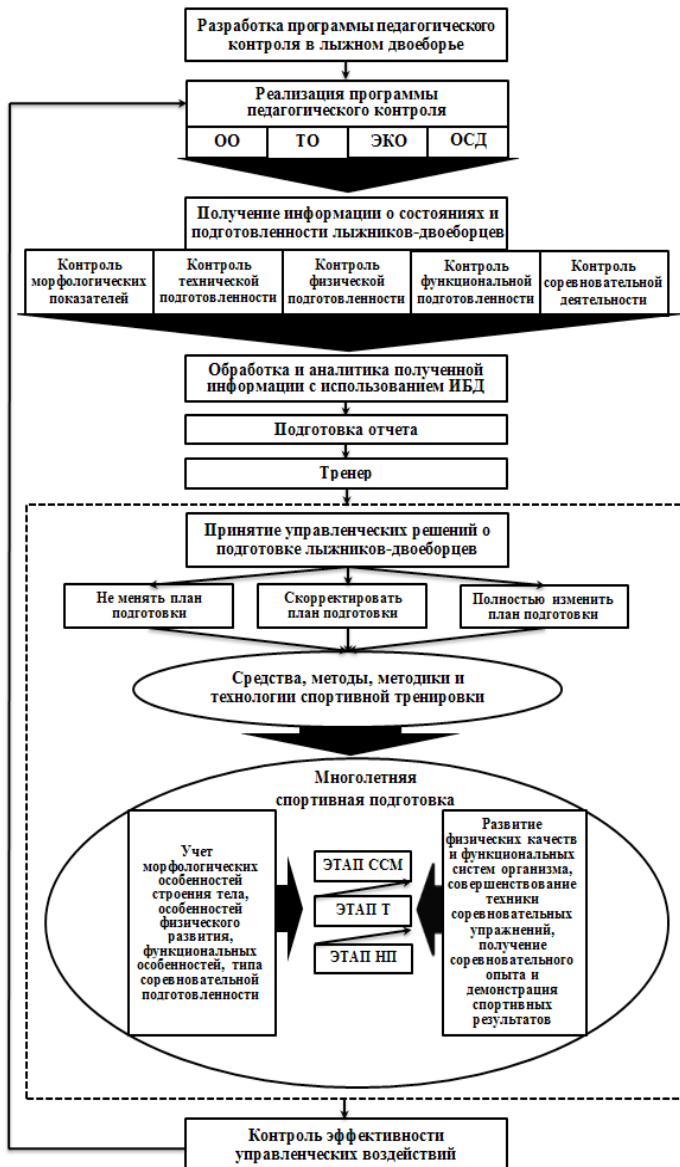 Разработка программы педагогического
контроля в лыжном двоеборье
Реализация программы
педагогического контроля
ОО
ТО
ЭКО
ОСД
Получение информации о состояниях и
подготовленности лыжников-двоеборцев
Контроль
морфологических
показателей
Контроль
технической
подготовленности
Контроль
физической
подготовленности
Контроль
функциональной
подготовленности
Контроль
соревновательной
деятельности
Обработка и аналитика полученной
информации с использованием ИБД
Подготовка отчета
Тренер
Принятие управленческих решений о
подготовке лыжников-двоеборцев
Не менять план
подготовки
Скорректировать
план подготовки
Полностью изменить
план подготовки
Средства, методы, методики и
технологии спортивной тренировки
Многолетняя
спортивная подготовка
Учет
морфологических
особенностей
строения тела,
особенностей
физического
развития,
функциональных
особенностей, типа
соревновательной
подготовленности
ЭТАП ССМ
ЭТАП Т
ЭТАП НП
Развитие
физических качеств
и функциональных
систем организма,
совершенствование
техники
соревновательных
упражнений,
получение
соревновательного
опыта и
демонстрация
спортивных
результатов
Контроль эффективности
управленческих воздействий